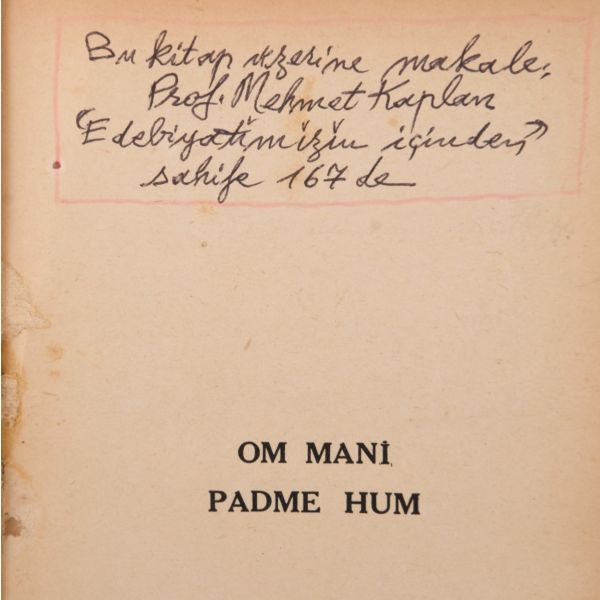 Bu kitap üzerine makale;
Prof. Mehmet Kaplan
"Edebiyatımızın içinden"
sahife 167 de
OM MANİ
PADME HUM